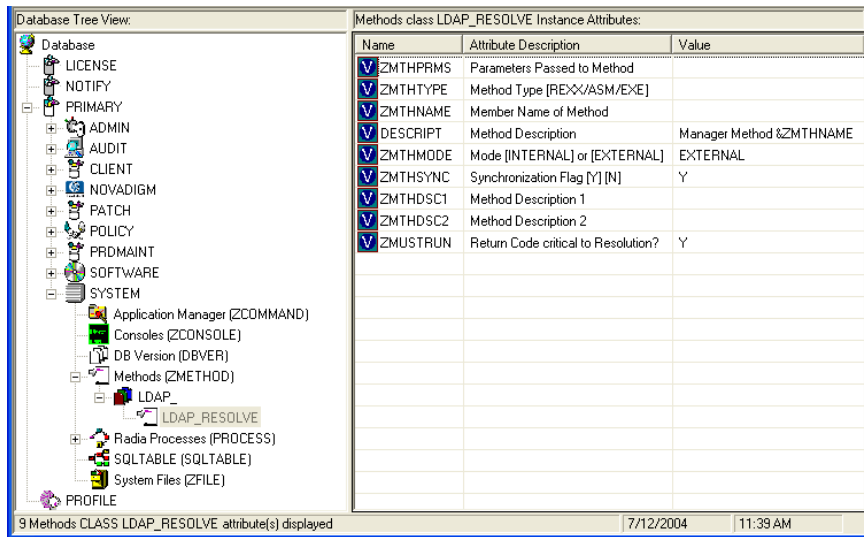 Database Tree View:
Database
LICENSE
NOTIFY
PRIMARY
ADMIN
AUDIT
CLIENT
NOVADIGM
PATCH
POLICY
PRDMAINT
SOFTWARE
SYSTEM
Application Manager (ZCOMMAND)
Consoles (ZCONSOLE)
DB Version (DBVER)
Methods (ZMETHOD)
LDAP_
LDAP_RESOLVE
Radia Processes (PROCESS)
SQLTABLE (SQLTABLE)
System Files (ZFILE)
PROFILE
Methods class LDAP_RESOLVE Instance Attributes:
Name Attribute Description Value
V ZMTHPRMS Parameters Passed to Method
V ZMTHTYPE Method Type [REXX/ASM/EXE]
V ZMTHNAME Member Name of Method
V DESCRIPT Method Description Manager Method &ZMTHNAME
V ZMTHMODE Mode [INTERNAL] or [EXTERNAL] EXTERNAL
V ZMTHSYNC Synchronization Flag [Y] [N] Y
V ZMTHDSC1 Method Description 1
V ZMTHDSC2 Method Description 2
V ZMUSTRUN Return Code critical to Resolution? Y
9 Methods CLASS LDAP_RESOLVE attribute(s) displayed 7/12/2004 11:39 AM